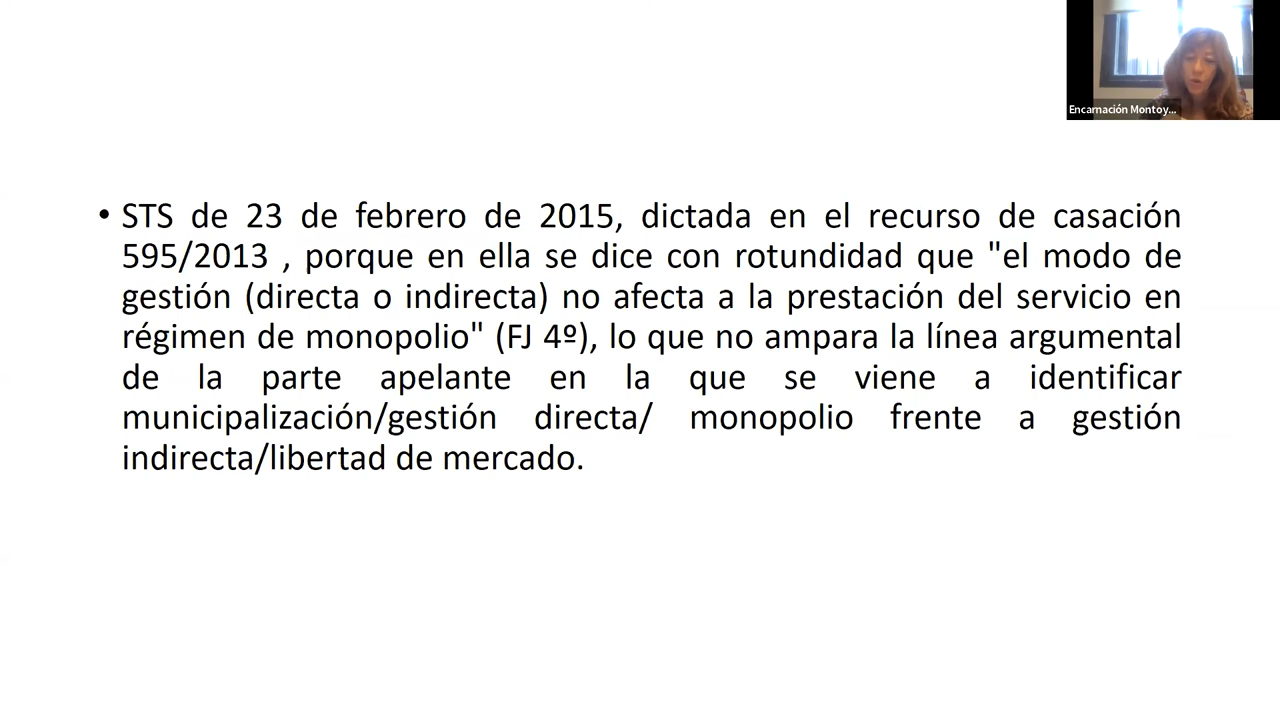 Encarnación Montoy...
• STS de 23 de febrero de 2015, dictada en el recurso de casación
595/2013 , porque en ella se dice con rotundidad que "el modo de
gestión (directa o indirecta) no afecta a la prestación del servicio en
régimen de monopolio" (FJ 4º), lo que no ampara la línea argumental
de la parte apelante en la que se viene a identificar
municipalización/gestión directa/ monopolio frente a gestión
indirecta/libertad de mercado.